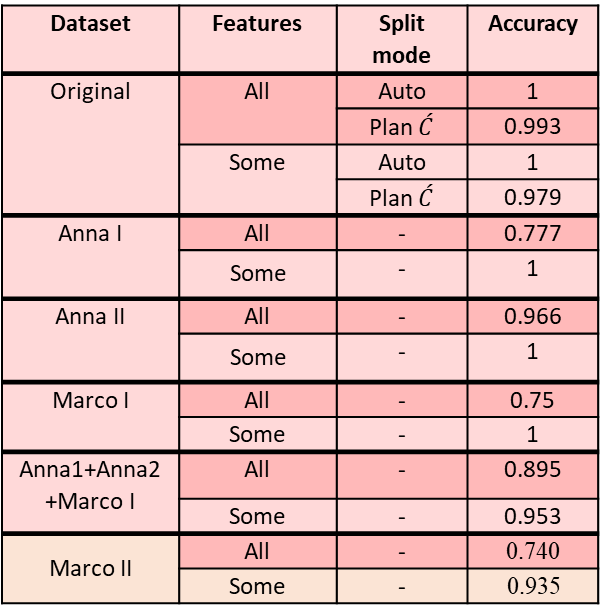 Dataset Features Split mode Accuracy
Original All Auto 1
Plan Ć 0.993
Some Auto 1
Plan Ć 0.979
Anna I All - 0.777
Some - 1
Anna II All - 0.966
Some - 1
Marco I All - 0.75
Some - 1
Anna1+Anna2
+Marco I All - 0.895
Some - 0.953
Marco II All - 0.740
Some - 0.935